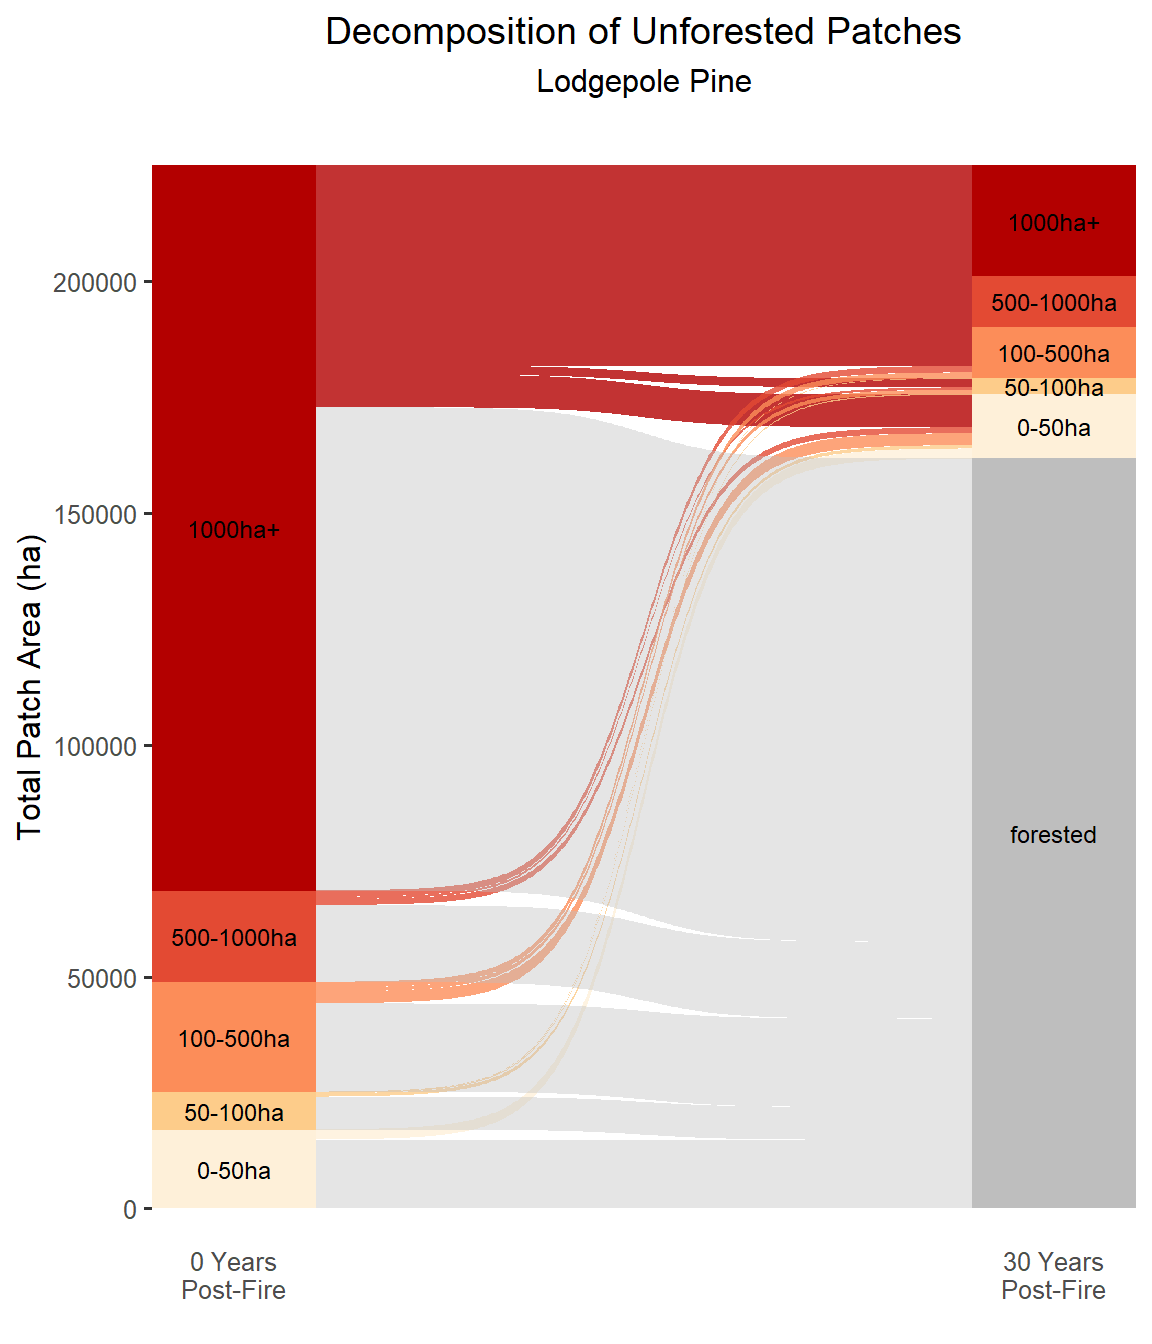 Decomposition of Unforested Patches
Lodgepole Pine
Total Patch Area (ha)
200000
150000
100000
50000
0
1000ha+
500-1000ha
100-500ha
50-100ha
0-50ha
1000ha+
500-1000ha
100-500ha
50-100ha
0-50ha
forested
0 Years
Post-Fire
30 Years
Post-Fire